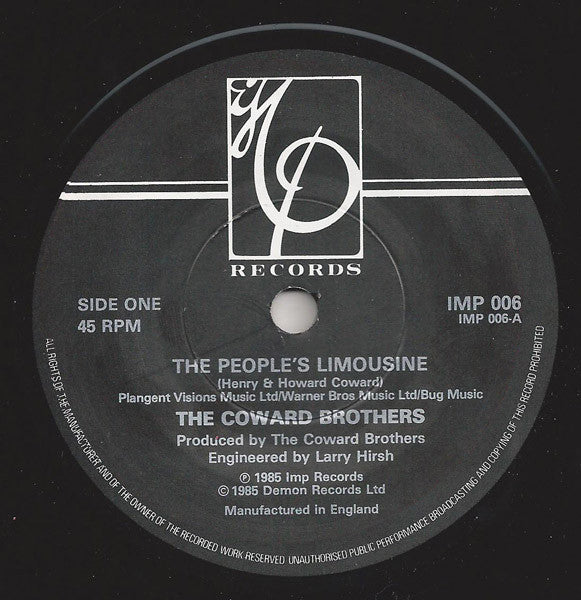 Imp
RECORDS
SIDE ONE
45 RPM
IMP 006
IMP 006-A
THE PEOPLE'S LIMOUSINE
(Henry & Howard Coward)
Plangent Visions Music Ltd/Warner Bros Music Ltd/Bug Music
THE COWARD BROTHERS
Produced by The Coward Brothers
Engineered by Larry Hirsh
Ⓟ 1985 Imp Records
© 1985 Demon Records Ltd
Manufactured in England
ALL RIGHTS OF THE MANUFACTURER AND OF THE OWNER OF THE RECORDED WORK RESERVED UNAUTHORISED PUBLIC PERFORMANCE BROADCASTING AND COPYING OF THIS RECORD PROHIBITED